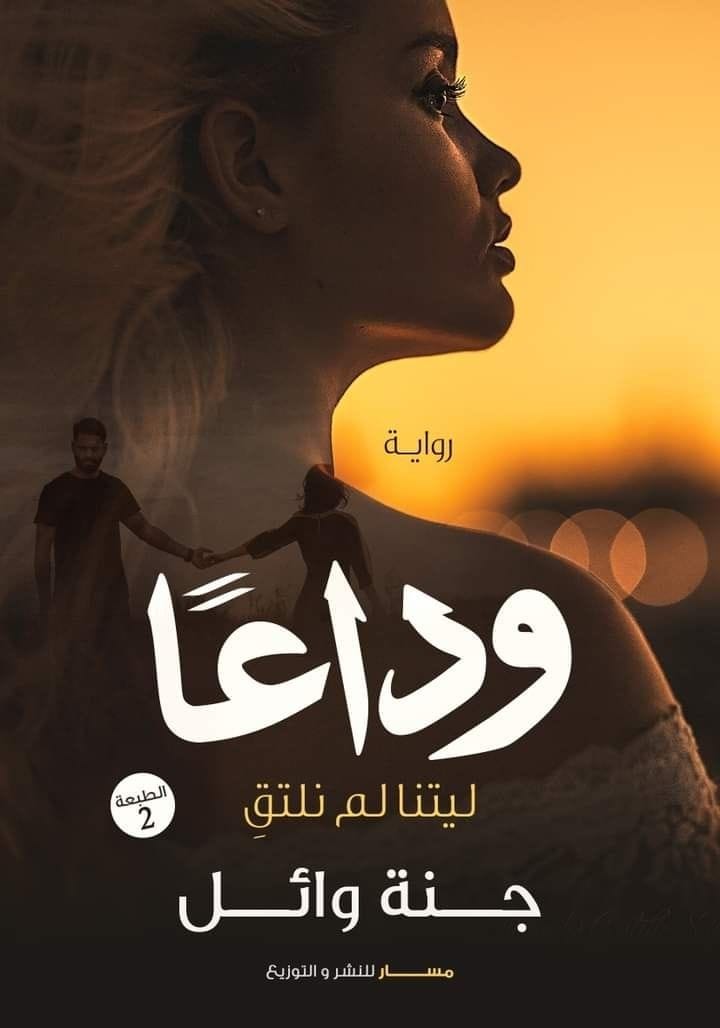 رواية
وداعًا
ليتنا لم نلتقِ
الطبعة
2
جنة وائل
مسار للنشر و التوزيع